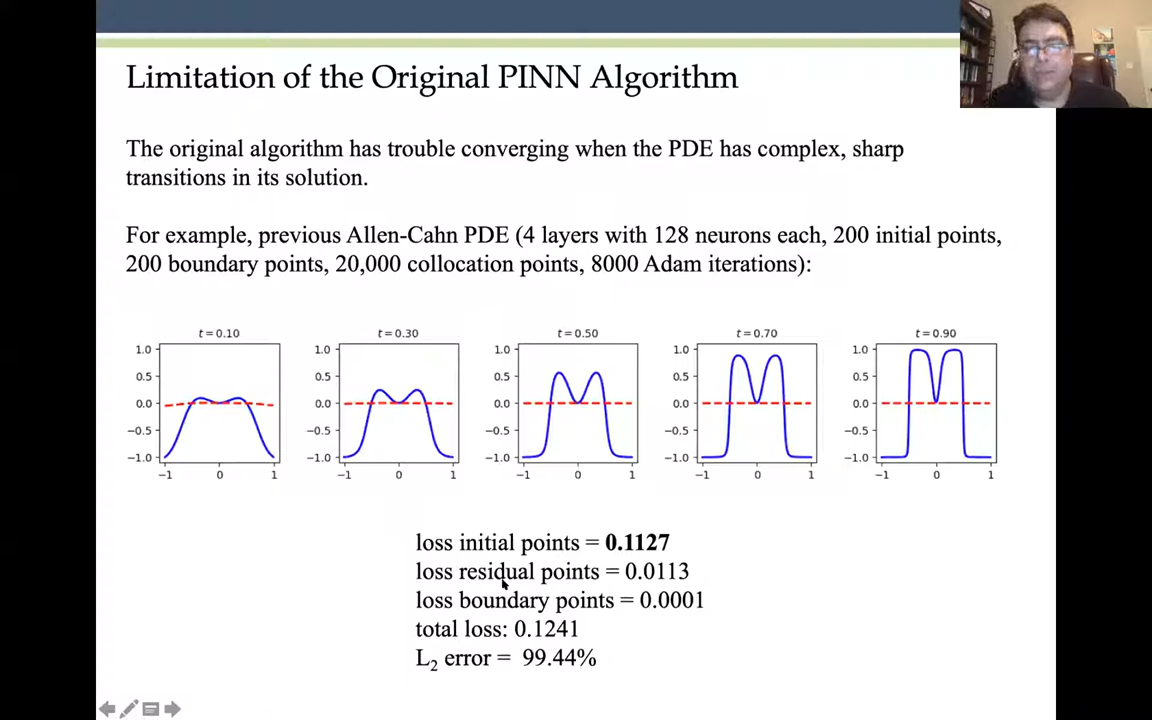 Limitation of the Original PINN Algorithm
The original algorithm has trouble converging when the PDE has complex, sharp
transitions in its solution.
For example, previous Allen-Cahn PDE (4 layers with 128 neurons each, 200 initial points,
200 boundary points, 20,000 collocation points, 8000 Adam iterations):
t = 0.10
1.0
0.5
0.0
−0.5
−1.0
−1 0 1
t = 0.30
1.0
0.5
0.0
−0.5
−1.0
−1 0 1
t = 0.50
1.0
0.5
0.0
−0.5
−1.0
−1 0 1
t = 0.70
1.0
0.5
0.0
−0.5
−1.0
−1 0 1
t = 0.90
1.0
0.5
0.0
−0.5
−1.0
−1 0 1
loss initial points = 0.1127
loss residual points = 0.0113
loss boundary points = 0.0001
total loss: 0.1241
L₂ error = 99.44%